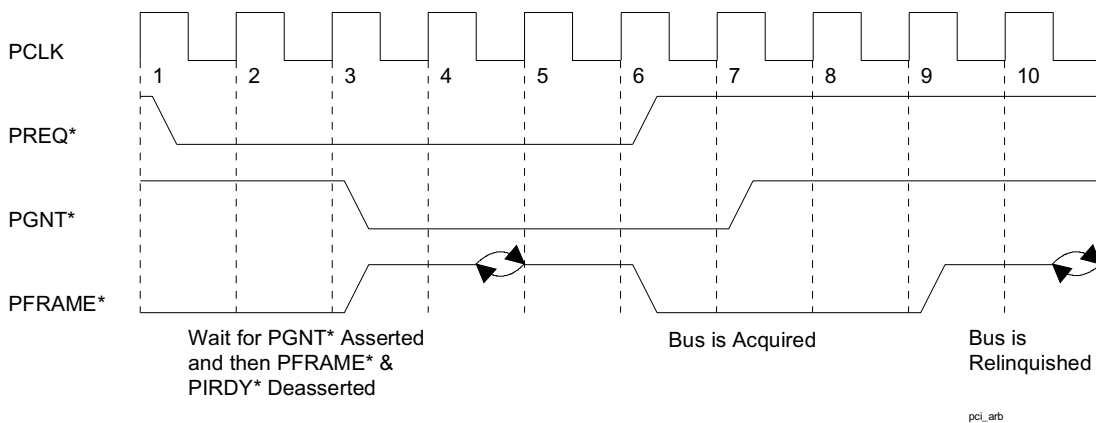 PCLK
1 2 3 4 5 6 7 8 9 10
PREQ*
PGNT*
PFRAME*
Wait for PGNT* Asserted
and then PFRAME* &
PIRDY* Deasserted
Bus is Acquired
Bus is
Relinquished
pci_arb